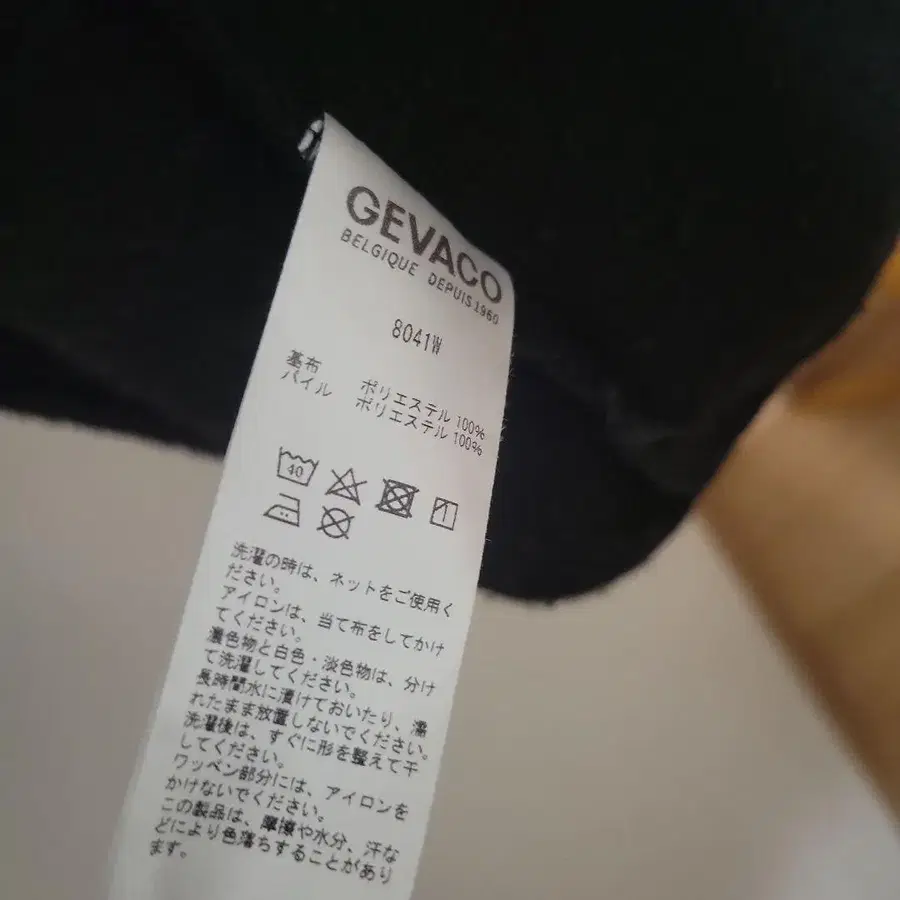 GEVACO
BELGIQUE DEPUIS 1960
8041W
基布 ポリエステル 100%
パイル ポリエステル 100%
40
洗濯の時は、ネットをご使用く
ださい。
アイロンは、当て布をしてかけ
てください。
濃色物と白色・淡色物は、分け
て洗濯してください。
長時間水に漬けておいたり、濡
れたまま放置しないでください。
洗濯後は、すぐに形を整えて干
してください。
ワッペン部分には、アイロンを
かけないでください。
この製品は、摩擦や水分、汗な
どにより色落ちすることがあり
ます。